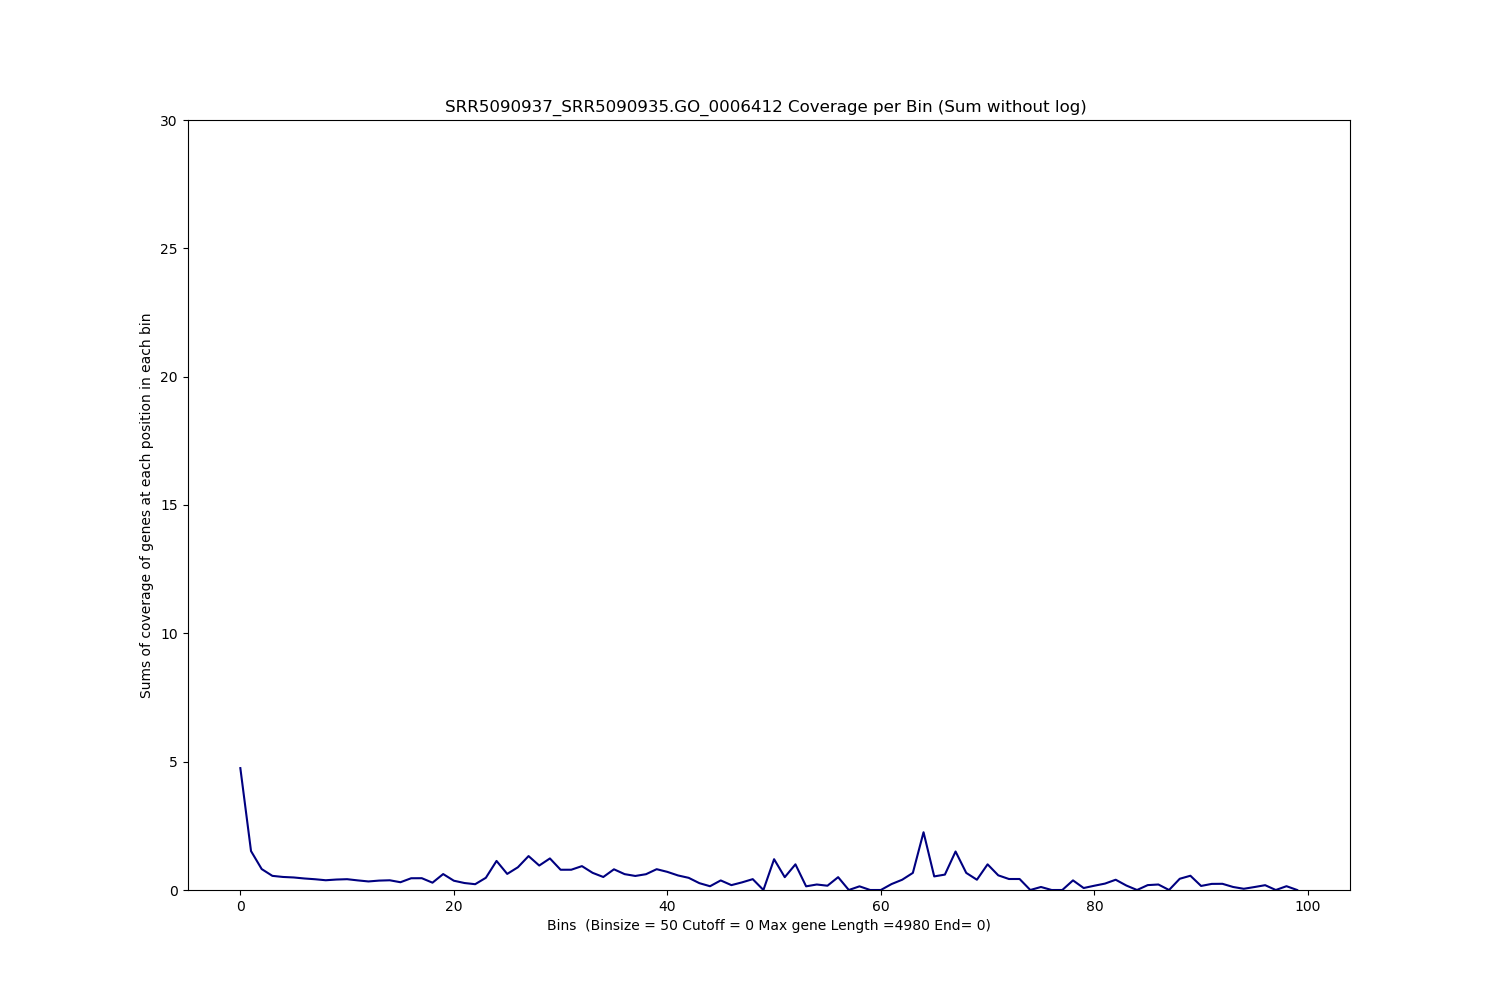 SRR5090937_SRR5090935.GO_0006412 Coverage per Bin (Sum without log)
Sums of coverage of genes at each position in each bin
30
25
20
15
10
5
0
0 20 40 60 80 100
Bins  (Binsize = 50 Cutoff = 0 Max gene Length =4980 End= 0)